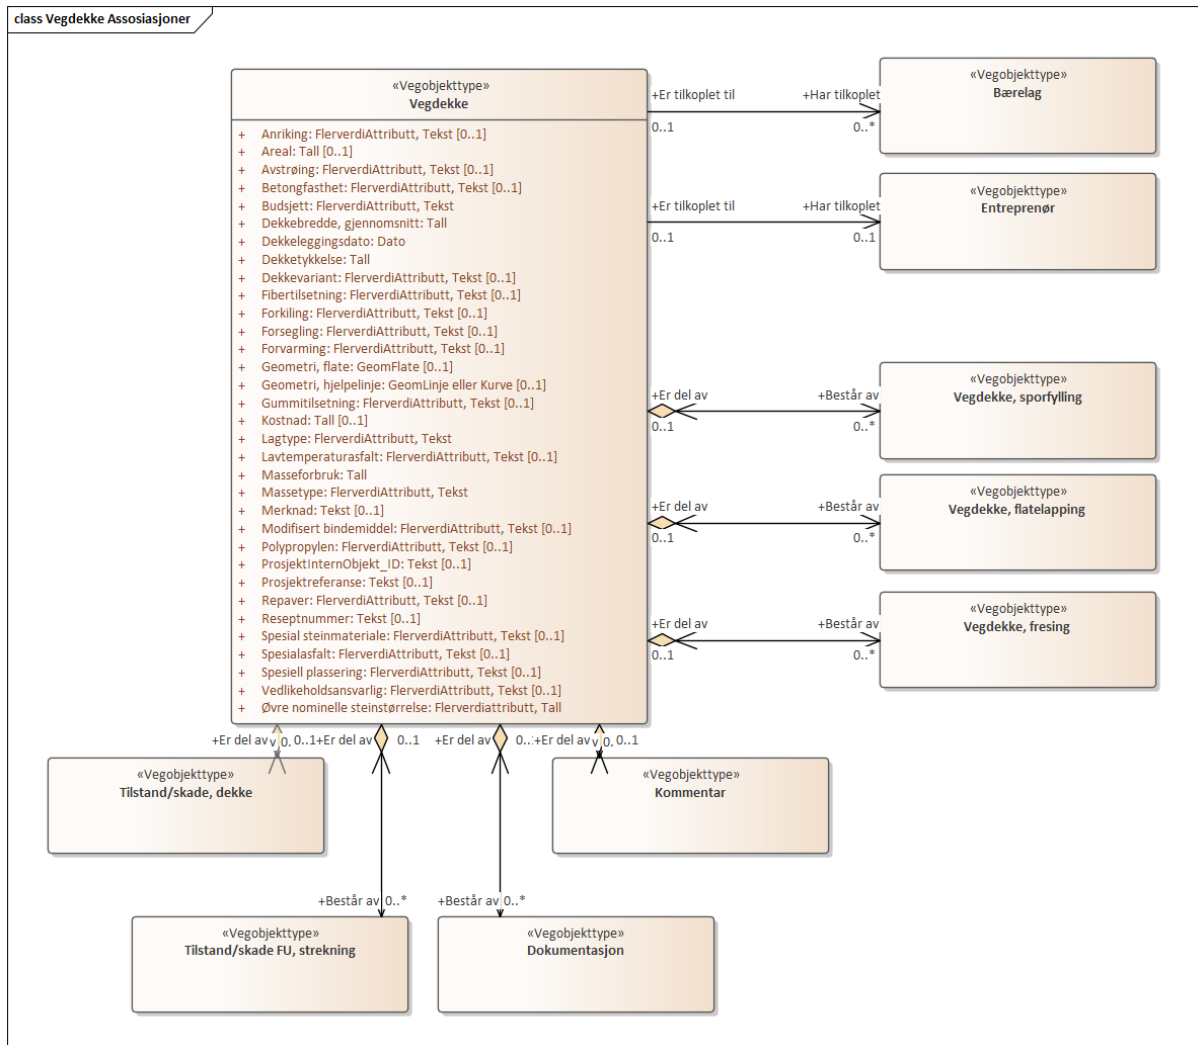 class Vegdekke Assosiasjoner
«Vegobjekttype»
Vegdekke
+ Anriking: FlerverdiAttributt, Tekst [0..1]
+ Areal: Tall [0..1]
+ Avstrøing: FlerverdiAttributt, Tekst [0..1]
+ Betongfasthet: FlerverdiAttributt, Tekst [0..1]
+ Budsjett: FlerverdiAttributt, Tekst
+ Dekkebredde, gjennomsnitt: Tall
+ Dekkeleggingsdato: Dato
+ Dekketykkelse: Tall
+ Dekkevariant: FlerverdiAttributt, Tekst [0..1]
+ Fibertilsetning: FlerverdiAttributt, Tekst [0..1]
+ Forkiling: FlerverdiAttributt, Tekst [0..1]
+ Forsegling: FlerverdiAttributt, Tekst [0..1]
+ Forvarming: FlerverdiAttributt, Tekst [0..1]
+ Geometri, flate: GeomFlate [0..1]
+ Geometri, hjelpelinje: GeomLinje eller Kurve [0..1]
+ Gummitilsetning: FlerverdiAttributt, Tekst [0..1]
+ Kostnad: Tall [0..1]
+ Lagtype: FlerverdiAttributt, Tekst
+ Lavtemperaturasfalt: FlerverdiAttributt, Tekst [0..1]
+ Masseforbruk: Tall
+ Massetype: FlerverdiAttributt, Tekst
+ Merknad: Tekst [0..1]
+ Modifisert bindemiddel: FlerverdiAttributt, Tekst [0..1]
+ Polypropylen: FlerverdiAttributt, Tekst [0..1]
+ ProsjektInternObjekt_ID: Tekst [0..1]
+ Prosjektreferanse: Tekst [0..1]
+ Repaver: FlerverdiAttributt, Tekst [0..1]
+ Reseptnummer: Tekst [0..1]
+ Spesial steinmateriale: FlerverdiAttributt, Tekst [0..1]
+ Spesialasfalt: FlerverdiAttributt, Tekst [0..1]
+ Spesiell plassering: FlerverdiAttributt, Tekst [0..1]
+ Vedlikeholdsansvarlig: FlerverdiAttributt, Tekst [0..1]
+ Øvre nominelle steinstørrelse: Flerverdiattributt, Tall
+Er tilkoplet til +Har tilkoplet
0..1 0..*
«Vegobjekttype»
Bærelag
+Er tilkoplet til +Har tilkoplet
0..1 0..1
«Vegobjekttype»
Entreprenør
+Er del av +Består av
0..1 0..*
«Vegobjekttype»
Vegdekke, sporfylling
+Er del av +Består av
0..1 0..*
«Vegobjekttype»
Vegdekke, flatelapping
+Er del av +Består av
0..1 0..*
«Vegobjekttype»
Vegdekke, fresing
+Er del av v 0. 0..1 +Er del av 0..1 +Er del av 0.. +Er del av v 0. 0..1
«Vegobjekttype»
Tilstand/skade, dekke
«Vegobjekttype»
Kommentar
+Består av 0..* +Består av 0..*
«Vegobjekttype»
Tilstand/skade FU, strekning
«Vegobjekttype»
Dokumentasjon